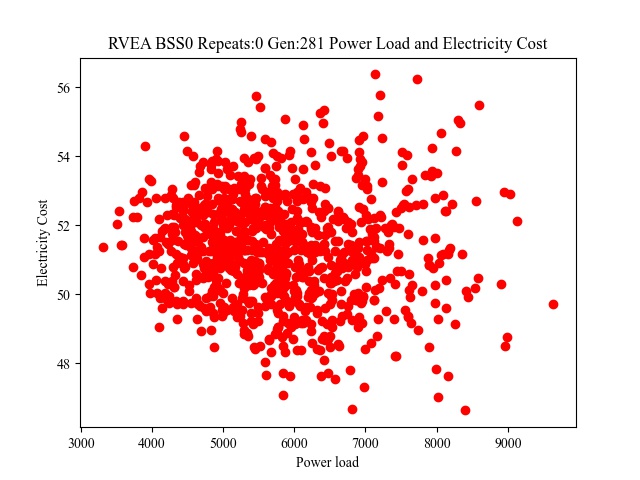 RVEA BSS0 Repeats:0 Gen:281 Power Load and Electricity Cost
Electricity Cost
56
54
52
50
48
3000 4000 5000 6000 7000 8000 9000
Power load